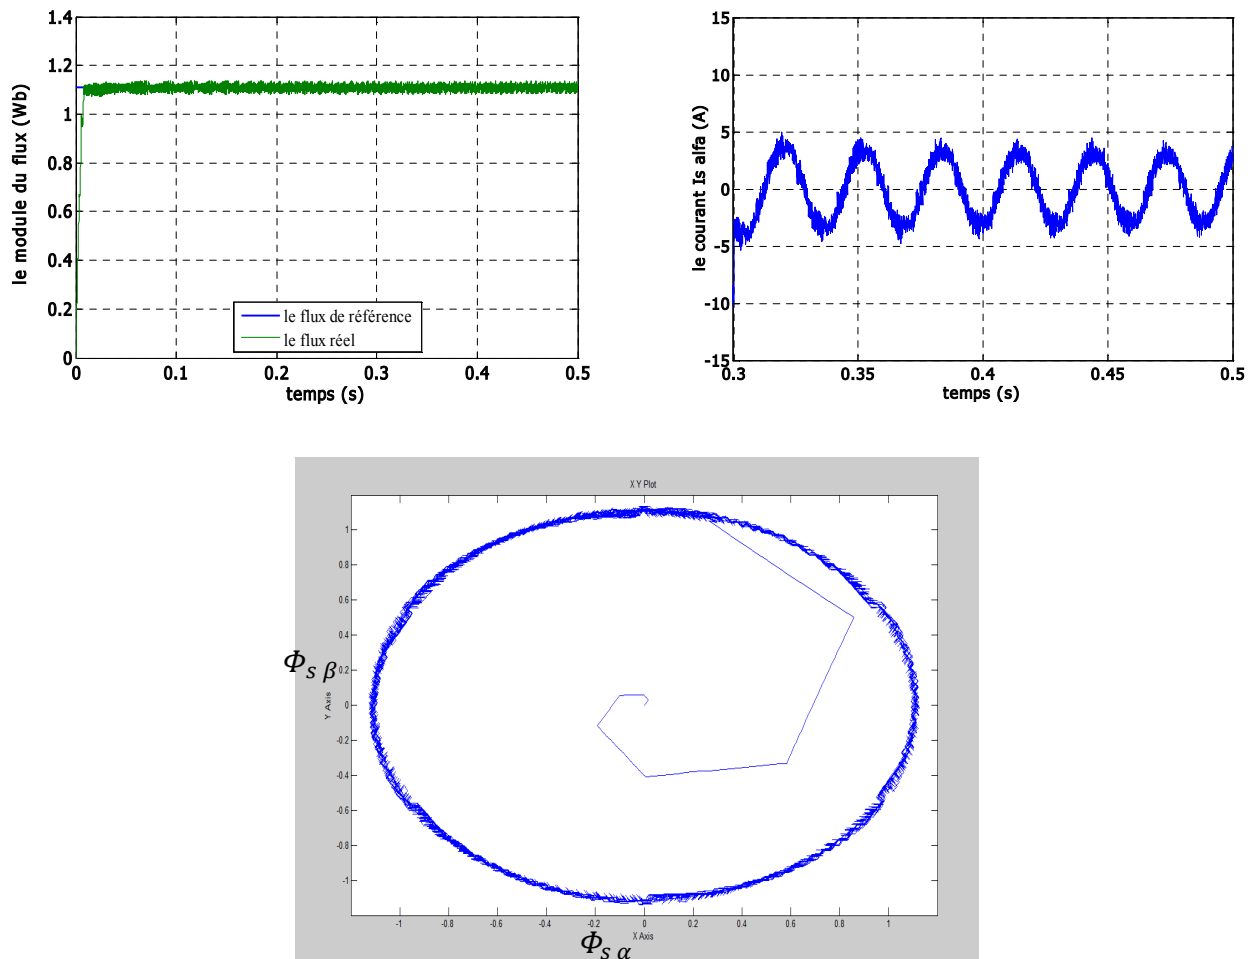 le module du flux (Wb)
1.4
1.2
1
0.8
0.6
0.4
0.2
0
le flux de référence
le flux réel
0 0.1 0.2 0.3 0.4 0.5
temps (s)
le courant Is alfa (A)
15
10
5
0
-5
-10
-15
0.3 0.35 0.4 0.45 0.5
temps (s)
X Y Plot
1
0.8
0.6
0.4
0.2
0
-0.2
-0.4
-0.6
-0.8
-1
Φs β
Y Axis
-1 -0.8 -0.6 -0.4 -0.2 0 0.2 0.4 0.6 0.8 1
X Axis
Φs α